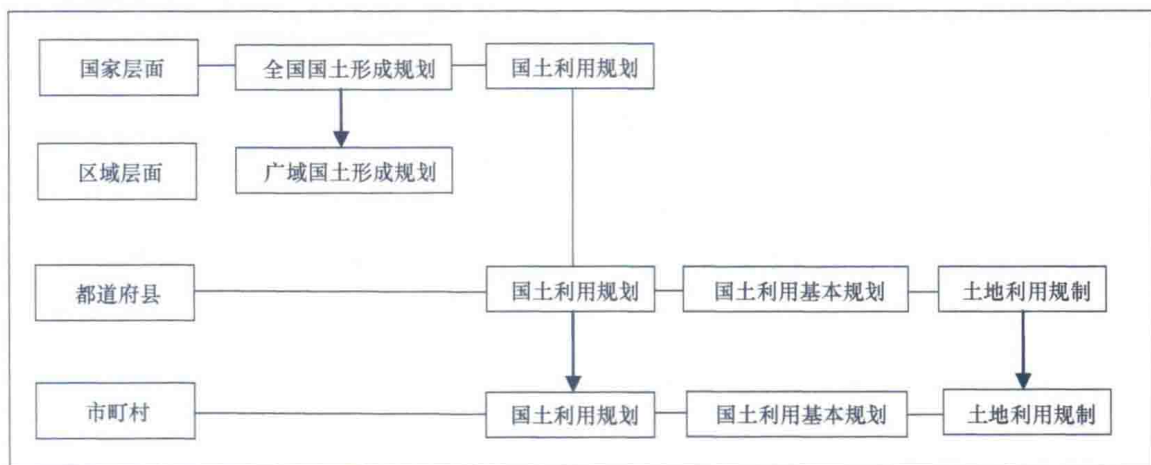 国家层面
全国国土形成规划
国土利用规划
区域层面
广域国土形成规划
都道府县
国土利用规划
国土利用基本规划
土地利用规制
市町村
国土利用规划
国土利用基本规划
土地利用规制